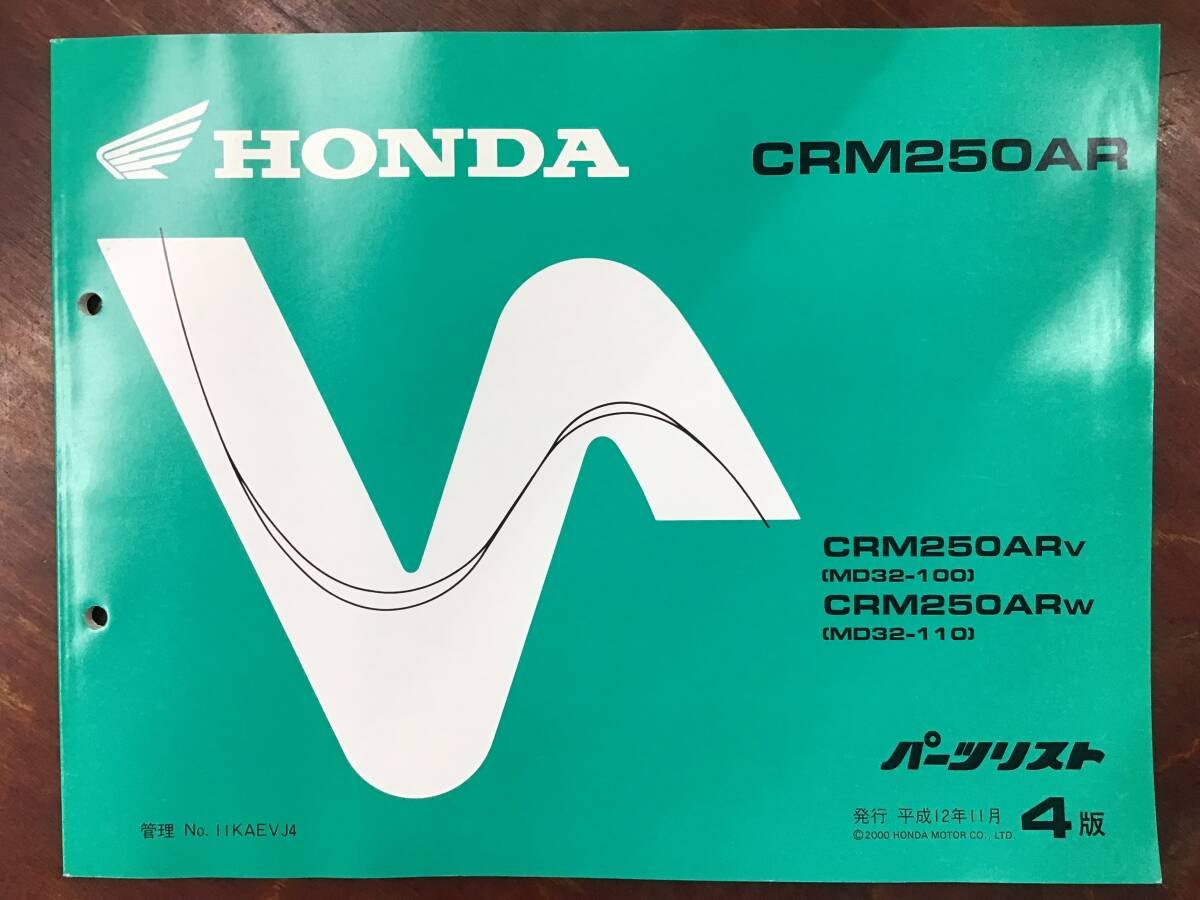 HONDA
CRM250AR
CRM250ARV
(MD32-100)
CRM250ARW
(MD32-110)
パーツリスト
管理 No. 11KAEVJ4
発行 平成12年11月
©2000 HONDA MOTOR CO., LTD.
4版